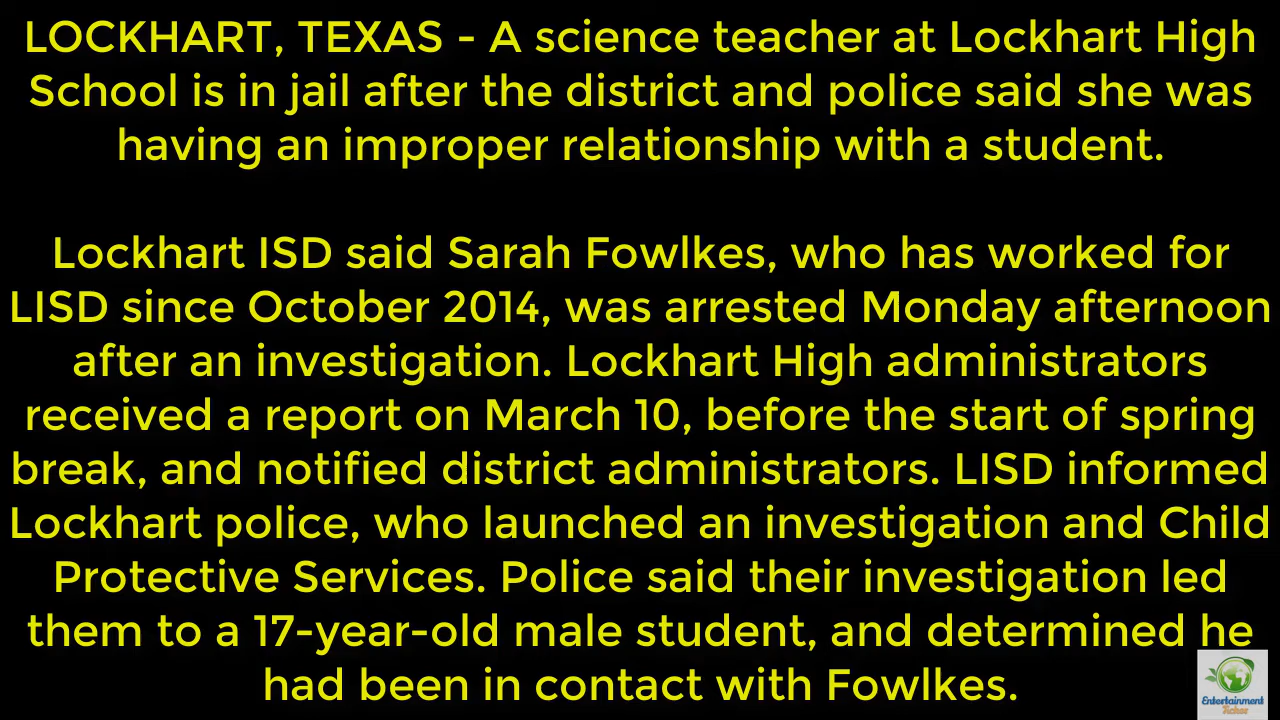 LOCKHART, TEXAS - A science teacher at Lockhart High
School is in jail after the district and police said she was
having an improper relationship with a student.
Lockhart ISD said Sarah Fowlkes, who has worked for
LISD since October 2014, was arrested Monday afternoon
after an investigation. Lockhart High administrators
received a report on March 10, before the start of spring
break, and notified district administrators. LISD informed
Lockhart police, who launched an investigation and Child
Protective Services. Police said their investigation led
them to a 17-year-old male student, and determined he
had been in contact with Fowlkes.
Entertainment